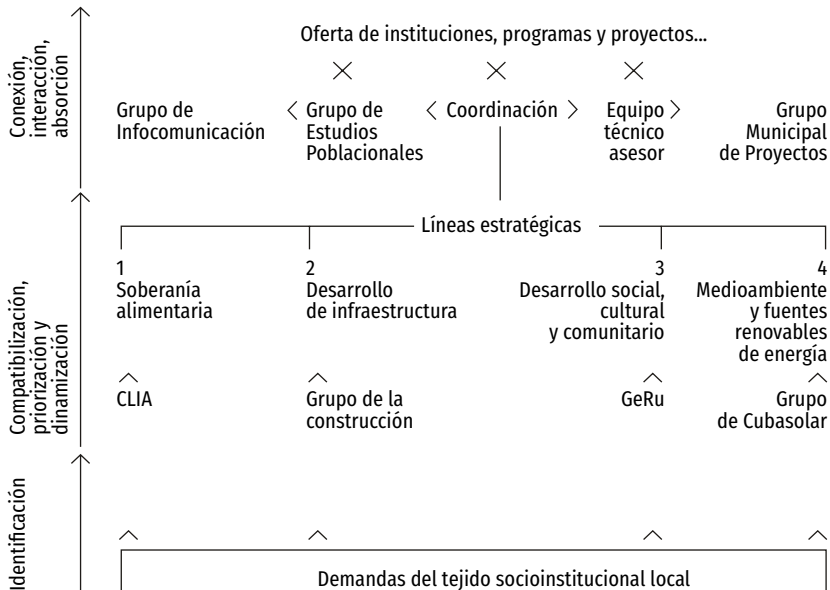 Conexión,
interacción,
absorción
Oferta de instituciones, programas y proyectos...
Grupo de
Infocomunicación
Grupo de
Estudios
Poblacionales
Coordinación
Equipo
técnico
asesor
Grupo
Municipal
de Proyectos
Compatibilización,
priorización y
dinamización
Líneas estratégicas
1
Soberanía
alimentaria
2
Desarrollo
de infraestructura
3
Desarrollo social,
cultural
y comunitario
4
Medioambiente
y fuentes
renovables
de energía
CLIA
Grupo de la
construcción
GeRu
Grupo
de Cubasolar
Identificación
Demandas del tejido socioinstitucional local